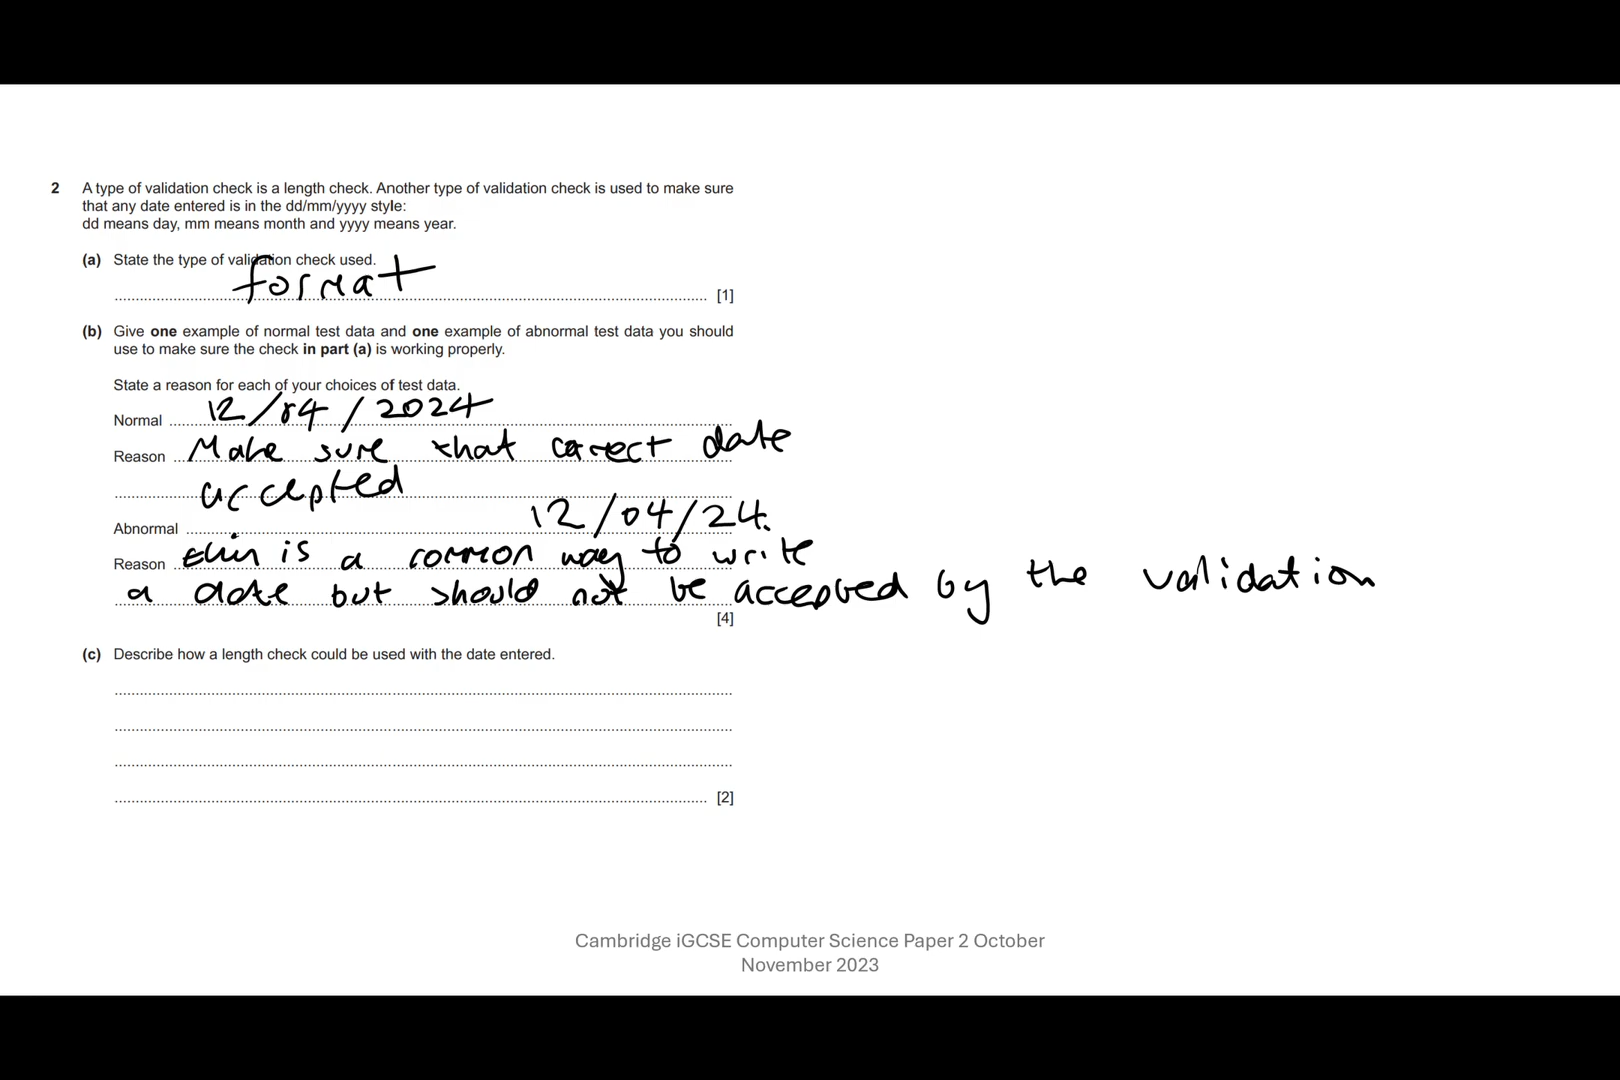 2 A type of validation check is a length check. Another type of validation check is used to make sure
that any date entered is in the dd/mm/yyyy style:
dd means day, mm means month and yyyy means year.
(a) State the type of validation check used.
format
[1]
(b) Give one example of normal test data and one example of abnormal test data you should
use to make sure the check in part (a) is working properly.
State a reason for each of your choices of test data.
Normal 12/04/2024
Reason Make sure that correct date
accepted
Abnormal 12/04/24.
Reason this is a common way to write
a date but should not be accepted by the validation
[4]
(c) Describe how a length check could be used with the date entered.
[2]
Cambridge iGCSE Computer Science Paper 2 October
November 2023